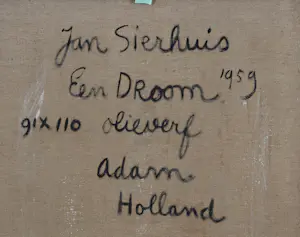 Jan Sierhuis
Een Droom 1959
91x110 olieverf
Adam
Holland